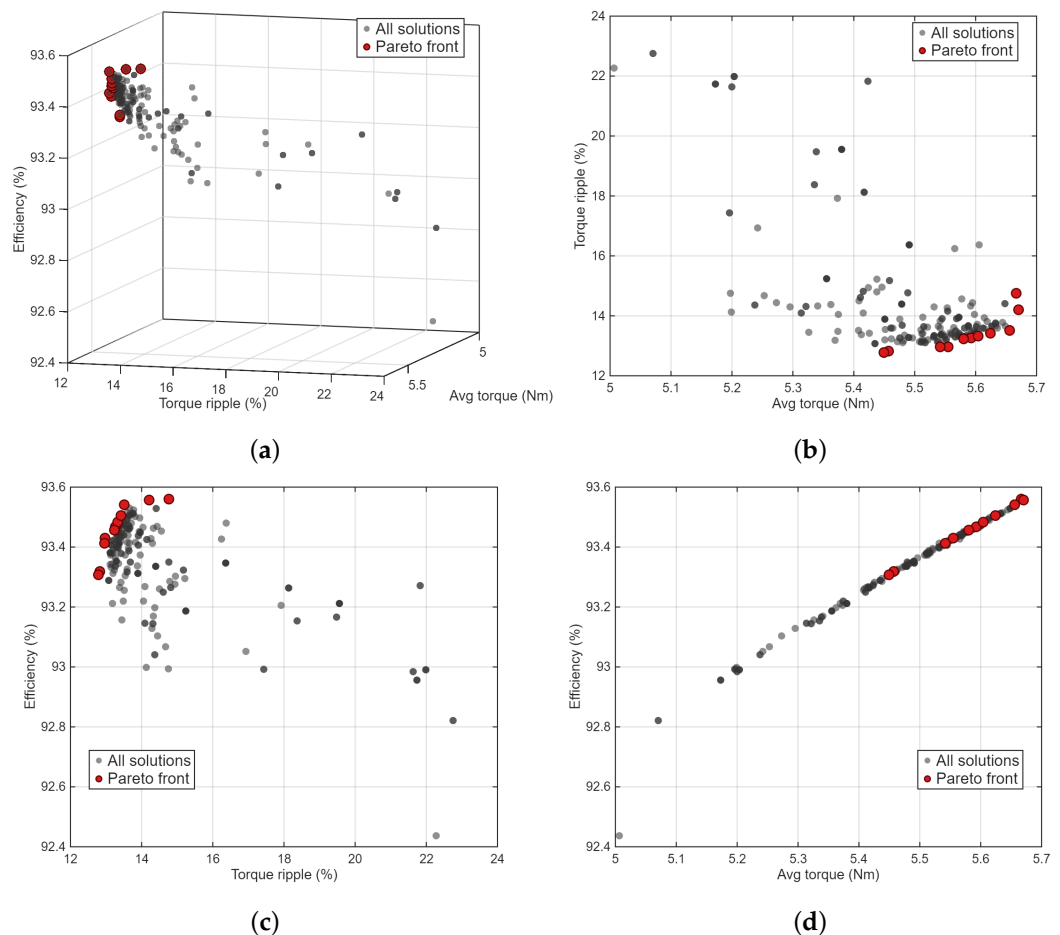 All solutions
Pareto front
93.6
93.4
93.2
93
92.8
92.6
92.4
Efficiency (%)
12
14
16
18
20
22
24
Torque ripple (%)
5.5
5
Avg torque (Nm)
(a)
All solutions
Pareto front
24
22
20
18
16
14
12
Torque ripple (%)
5
5.1
5.2
5.3
5.4
5.5
5.6
5.7
Avg torque (Nm)
(b)
93.6
93.4
93.2
93
92.8
92.6
92.4
Efficiency (%)
All solutions
Pareto front
12
14
16
18
20
22
24
Torque ripple (%)
(c)
93.6
93.4
93.2
93
92.8
92.6
92.4
Efficiency (%)
All solutions
Pareto front
5
5.1
5.2
5.3
5.4
5.5
5.6
5.7
Avg torque (Nm)
(d)